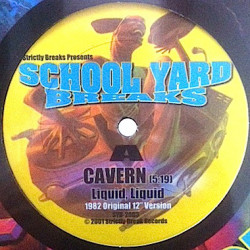 Strictly Breaks Presents
SCHOOL YARD
BREAKS
A
CAVERN (5:19)
Liquid, Liquid
1982 Original 12" Version
© 2001 Strictly Break Records